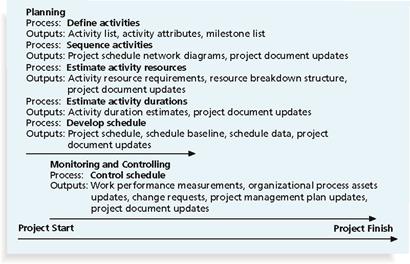 Planning
Process: Define activities
Outputs: Activity list, activity attributes, milestone list
Process: Sequence activities
Outputs: Project schedule network diagrams, project document updates
Process: Estimate activity resources
Outputs: Activity resource requirements, resource breakdown structure,
project document updates
Process: Estimate activity durations
Outputs: Activity duration estimates, project document updates
Process: Develop schedule
Outputs: Project schedule, schedule baseline, schedule data, project
document updates
Monitoring and Controlling
Process: Control schedule
Outputs: Work performance measurements, organizational process assets
updates, change requests, project management plan updates,
project document updates
Project Start Project Finish